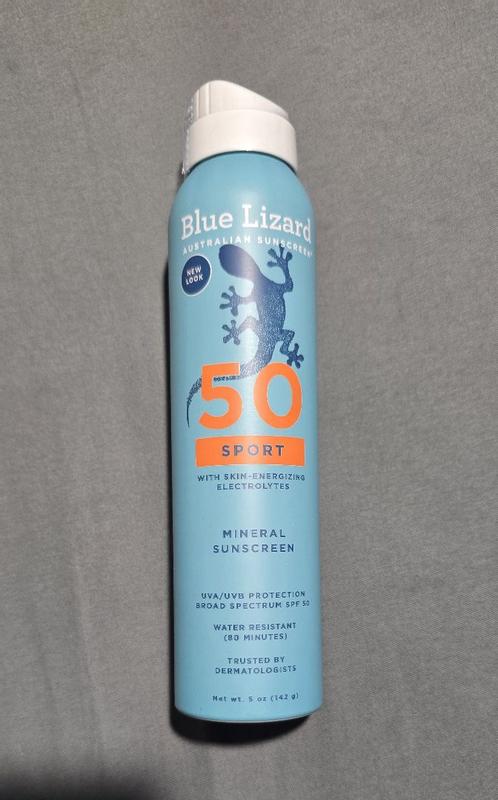 Blue Lizard
AUSTRALIAN SUNSCREEN
NEW
LOOK
50
SPORT
WITH SKIN-ENERGIZING
ELECTROLYTES
MINERAL
SUNSCREEN
UVA/UVB PROTECTION
BROAD SPECTRUM SPF 50
WATER RESISTANT
(80 MINUTES)
TRUSTED BY
DERMATOLOGISTS
Net wt. 5 oz (142 g)